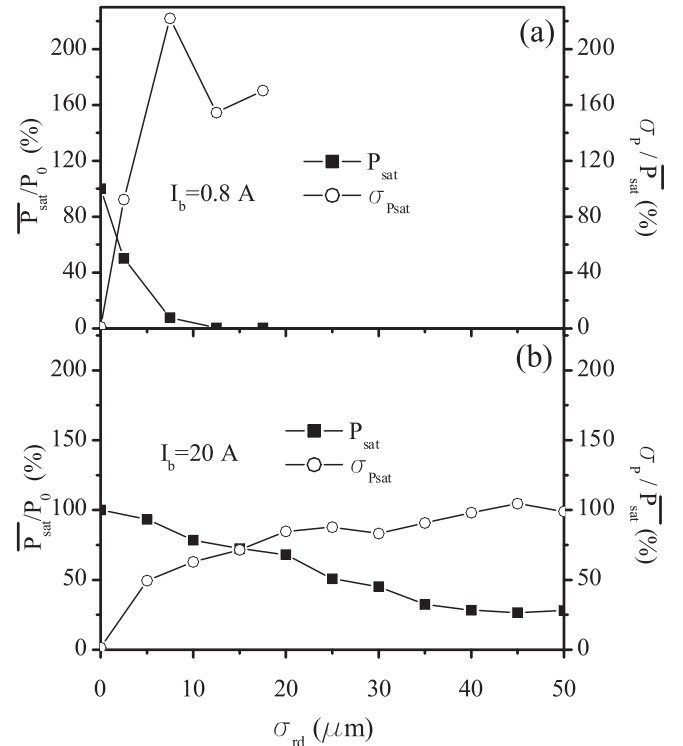 (a)
220
200
160
120
80
40
0
P_sat/P_0 (%)
220
200
160
120
80
40
0
σ_P / P_sat (%)
P_sat
σ_Psat
I_b=0.8 A
(b)
200
150
100
50
0
P_sat/P_0 (%)
200
150
100
50
0
σ_P / P_sat (%)
P_sat
σ_Psat
I_b=20 A
0 10 20 30 40 50
σ_rd (μm)